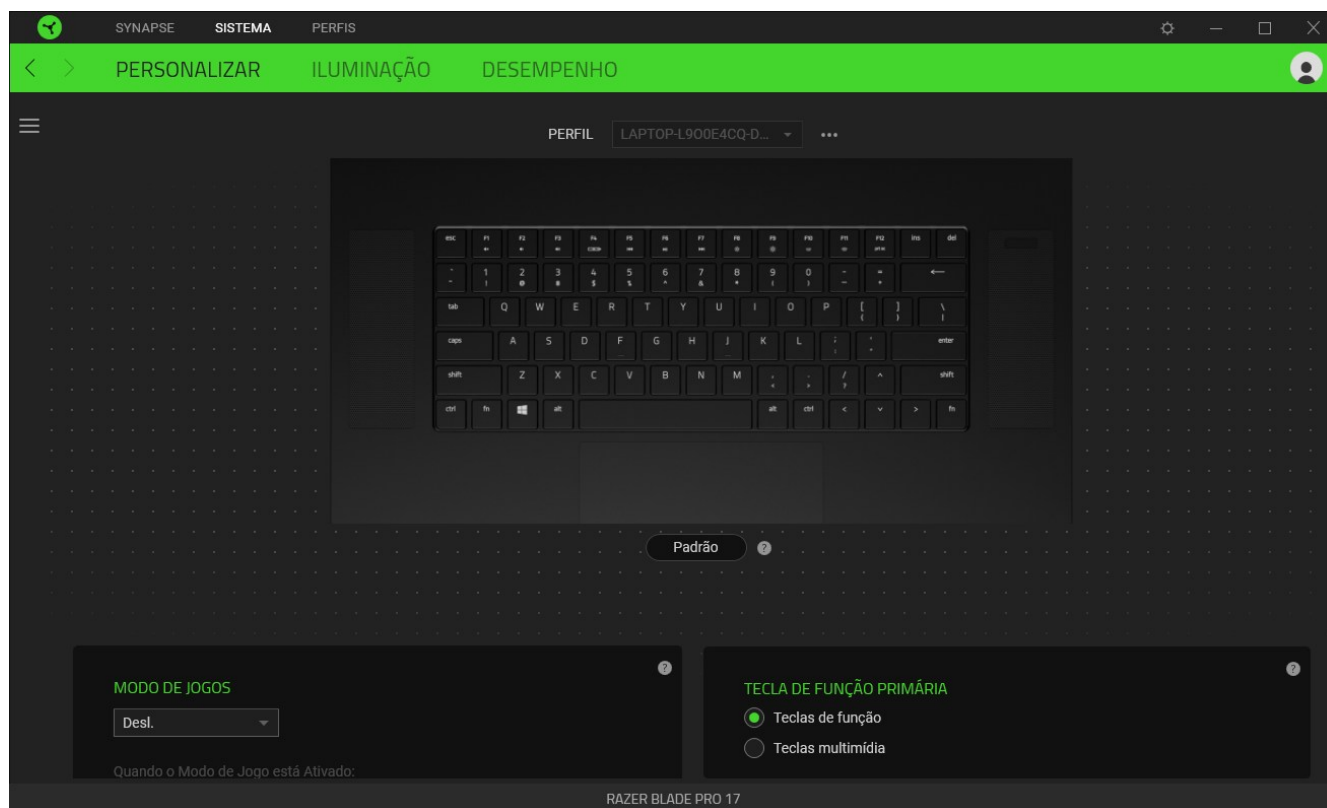 SYNAPSE SISTEMA PERFIS
PERSONALIZAR ILUMINAÇÃO DESEMPENHO
PERFIL LAPTOP-L9O0E4CQ-D... •••
esc F1 F2 F3 F4 F5 F6 F7 F8 F9 F10 F11 F12 ins del
1 2 3 4 5 6 7 8 9 0 - =
! @ # $ % ^ & * ( ) _ +
tab Q W E R T Y U I O P [ ] \
{ } |
caps A S D F G H J K L ; ' enter
shift Z X C V B N M , . / ^ shift
ctrl fn alt alt ctrl < v > fn
Padrão ?
MODO DE JOGOS ?
Desl.
Quando o Modo de Jogo está Ativado:
TECLA DE FUNÇÃO PRIMÁRIA ?
Teclas de função
Teclas multimídia
RAZER BLADE PRO 17